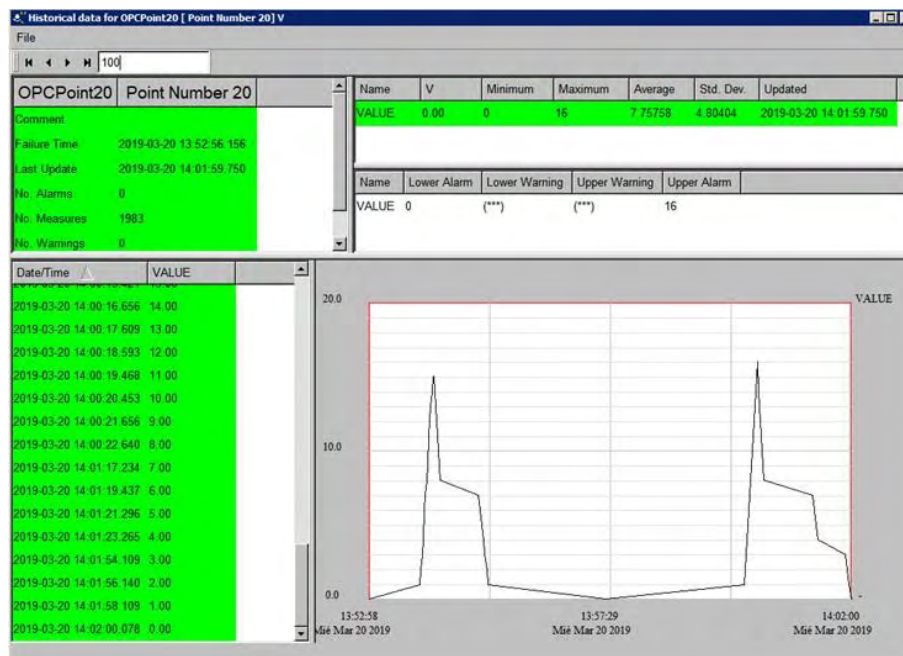 Historical data for OPCPoint20 [ Point Number 20] V
File
100
OPCPoint20 Point Number 20
Comment
Failure Time 2019-03-20 13:52:56.156
Last Update 2019-03-20 14:01:59.750
No. Alarms 0
No. Measures 1983
No. Warnings 0
Name V Minimum Maximum Average Std. Dev. Updated
VALUE 0.00 0 16 7.75758 4.80404 2019-03-20 14:01:59.750
Name Lower Alarm Lower Warning Upper Warning Upper Alarm
VALUE 0 (***) (***) 16
Date/Time VALUE
2019-03-20 14:00:16.656 14.00
2019-03-20 14:00:17.609 13.00
2019-03-20 14:00:18.593 12.00
2019-03-20 14:00:19.468 11.00
2019-03-20 14:00:20.453 10.00
2019-03-20 14:00:21.656 9.00
2019-03-20 14:00:22.640 8.00
2019-03-20 14:01:17.234 7.00
2019-03-20 14:01:19.437 6.00
2019-03-20 14:01:21.296 5.00
2019-03-20 14:01:23.265 4.00
2019-03-20 14:01:54.109 3.00
2019-03-20 14:01:56.140 2.00
2019-03-20 14:01:58.109 1.00
2019-03-20 14:02:00.078 0.00
20.0 VALUE
10.0
0.0
13:52:58 13:57:29 14:02:00
Mié Mar 20 2019 Mié Mar 20 2019 Mié Mar 20 2019